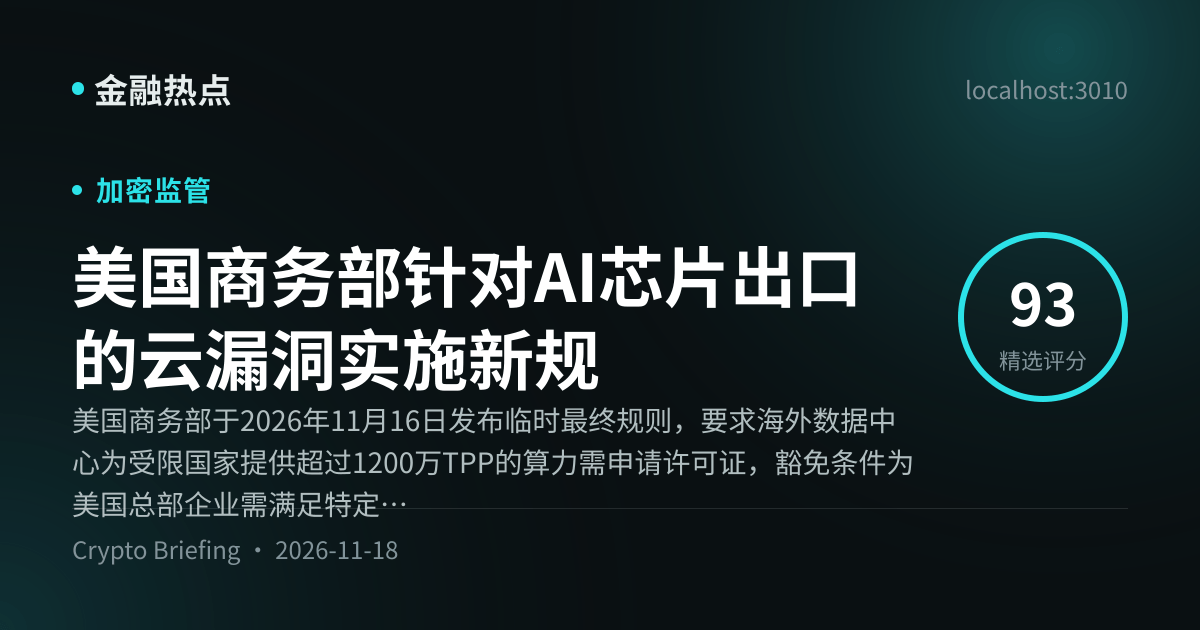 金融热点
localhost:3010
加密监管
美国商务部针对AI芯片出口
的云漏洞实施新规
93
精选评分
美国商务部于2026年11月16日发布临时最终规则，要求海外数据中
心为受限国家提供超过1200万TPP的算力需申请许可证，豁免条件为
美国总部企业需满足特定…
Crypto Briefing · 2026-11-18